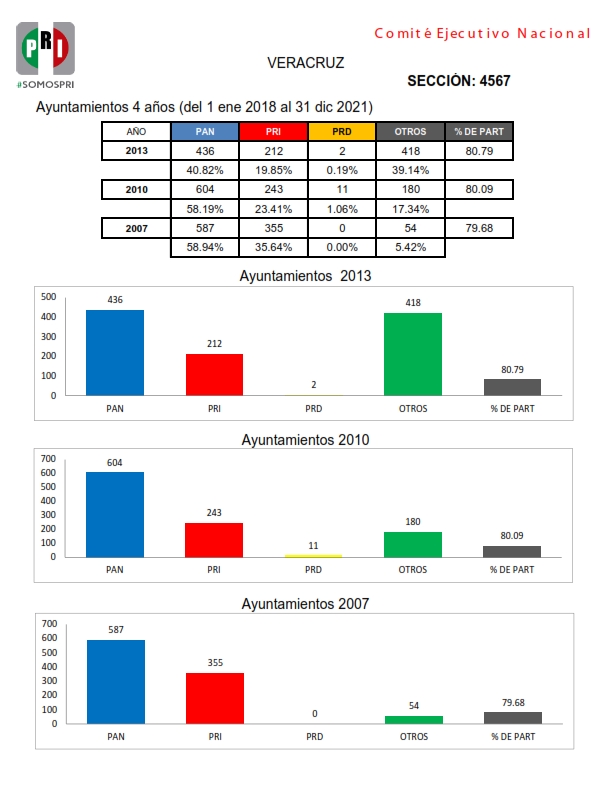 Comité Ejecutivo Nacional
PRI
#SOMOSPRI
VERACRUZ
SECCIÒN: 4567
Ayuntamientos 4 años (del 1 ene 2018 al 31 dic 2021)
AÑO PAN PRI PRD OTROS % DE PART
2013 436 212 2 418 80.79
40.82% 19.85% 0.19% 39.14%
2010 604 243 11 180 80.09
58.19% 23.41% 1.06% 17.34%
2007 587 355 0 54 79.68
58.94% 35.64% 0.00% 5.42%
Ayuntamientos 2013
500
400
300
200
100
0
436 212 2 418 80.79
PAN PRI PRD OTROS % DE PART
Ayuntamientos 2010
700
600
500
400
300
200
100
0
604 243 11 180 80.09
PAN PRI PRD OTROS % DE PART
Ayuntamientos 2007
700
600
500
400
300
200
100
0
587 355 0 54 79.68
PAN PRI PRD OTROS % DE PART